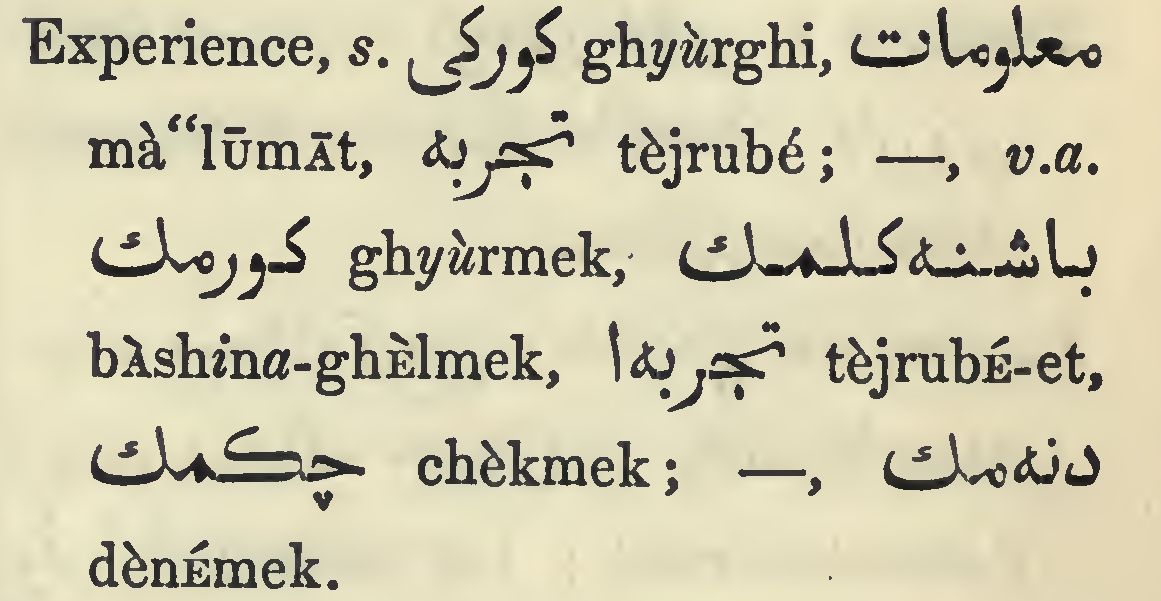 Experience, s. كوركى ghyùrghi, معلومات
mà“lūmĀt, تجربه tèjrubé; —, v.a.
كورمك ghyùrmek, باشنه كلمك
bÀshina-ghÈlmek, تجربه ا tèjrubÉ-et,
چكمك chèkmek; —, دنه‌مك
dènÉmek.